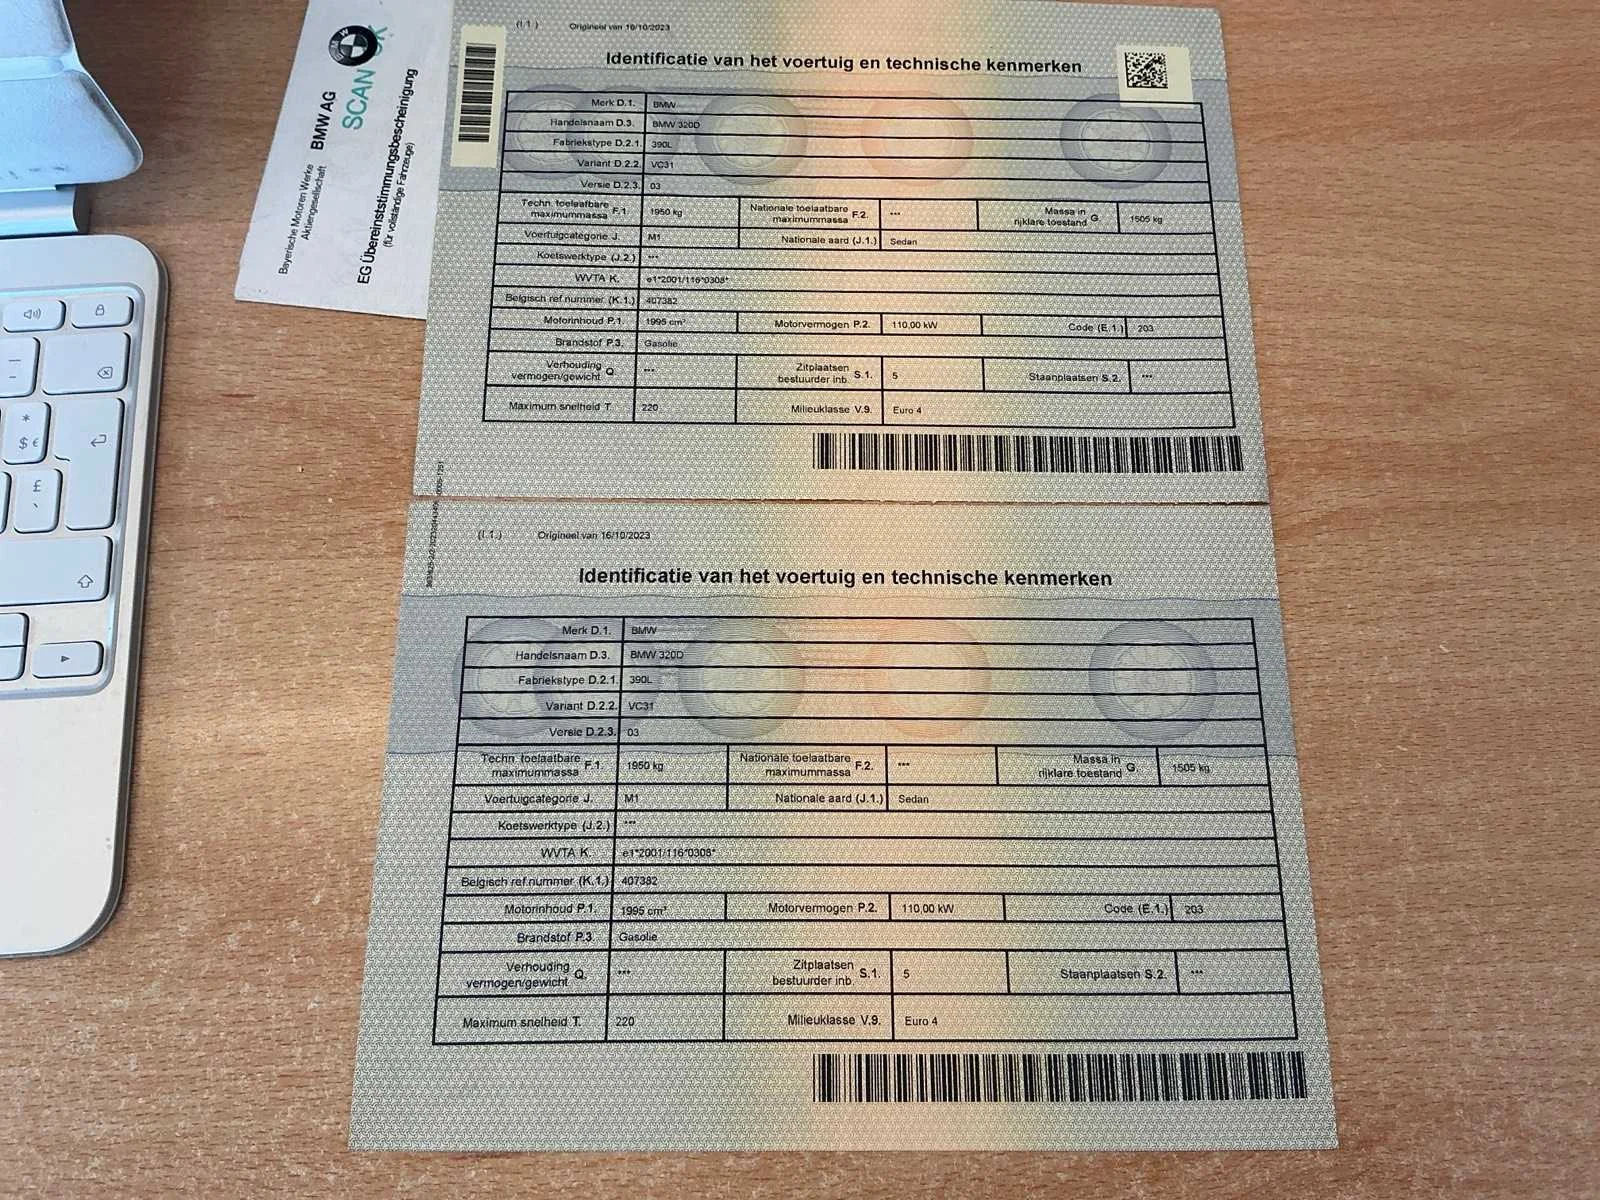 BMW
SCAN OK
Bayerische Motoren Werke
Aktiengesellschaft
BMW AG
EG Übereinstimmungsbescheinigung
(für vollständige Fahrzeuge)
(I.1.) Origineel van 16/10/2023
Identificatie van het voertuig en technische kenmerken
Merk D.1. BMW
Handelsnaam D.3. BMW 320D
Fabriekstype D.2.1. 390L
Variant D.2.2. VC31
Versie D.2.3. 03
Techn. toelaatbare maximummassa F.1 1950 kg Nationale toelaatbare maximummassa F.2. *** Massa in rijklare toestand G. 1505 kg
Voertuigcategorie J. M1 Nationale aard (J.1.) Sedan
Koetswerktype (J.2.) ***
WVTA K. e1*2001/116*0308*
Belgisch ref.nummer (K.1.) 407382
Motorinhoud P.1. 1995 cm³ Motorvermogen P.2. 110,00 kW Code (E.1.) 203
Brandstof P.3. Gasolie
Verhouding vermogen/gewicht Q. *** Zitplaatsen bestuurder inb. S.1. 5 Staanplaatsen S.2. ***
Maximum snelheid T. 220 Milieuklasse V.9. Euro 4
(I.1.) Origineel van 16/10/2023
Identificatie van het voertuig en technische kenmerken
Merk D.1. BMW
Handelsnaam D.3. BMW 320D
Fabriekstype D.2.1. 390L
Variant D.2.2. VC31
Versie D.2.3. 03
Techn. toelaatbare maximummassa F.1. 1950 kg Nationale toelaatbare maximummassa F.2. *** Massa in rijklare toestand G. 1505 kg
Voertuigcategorie J. M1 Nationale aard (J.1.) Sedan
Koetswerktype (J.2.) ***
WVTA K. e1*2001/116*0308*
Belgisch ref.nummer (K.1.) 407382
Motorinhoud P.1. 1995 cm³ Motorvermogen P.2. 110,00 kW Code (E.1.) 203
Brandstof P.3 Gasolie
Verhouding vermogen/gewicht Q. *** Zitplaatsen bestuurder inb. S.1. 5 Staanplaatsen S.2. ***
Maximum snelheid T. 220 Milieuklasse V.9. Euro 4
* $ €
£ `